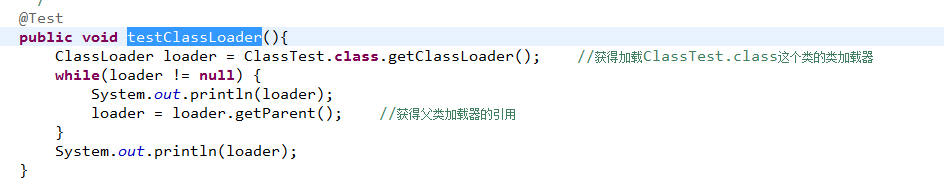 @Test
public void testClassLoader(){
ClassLoader loader = ClassTest.class.getClassLoader(); //获得加载ClassTest.class这个类的类加载器
while(loader != null) {
System.out.println(loader);
loader = loader.getParent(); //获得父类加载器的引用
}
System.out.println(loader);
}